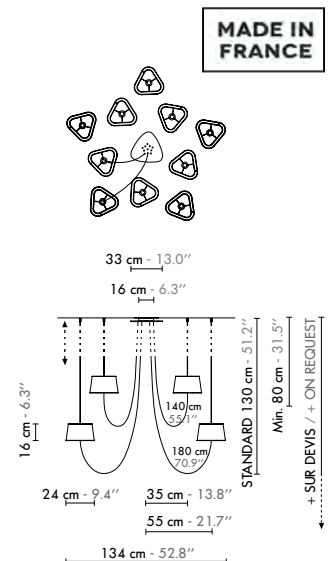 MADE IN
FRANCE
33 cm - 13.0’’
16 cm - 6.3’’
16 cm - 6.3’’
140 cm
55.1’’
180 cm
70.9’’
STANDARD 130 cm - 51.2’’
Min. 80 cm - 31.5’’
+ SUR DEVIS / + ON REQUEST
24 cm - 9.4’’
35 cm - 13.8’’
55 cm - 21.7’’
134 cm - 52.8’’